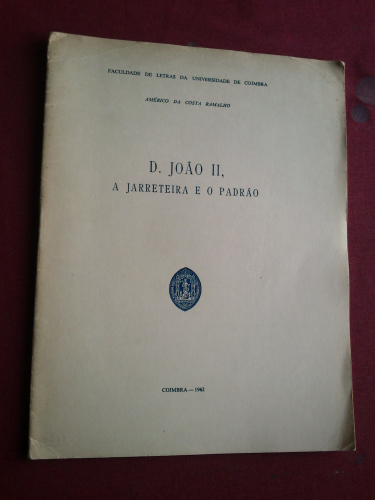 FACULDADE DE LETRAS DA UNIVERSIDADE DE COIMBRA
AMÉRICO DA COSTA RAMALHO
D. JOÃO II,
A JARRETEIRA E O PADRÃO
COIMBRA — 1962